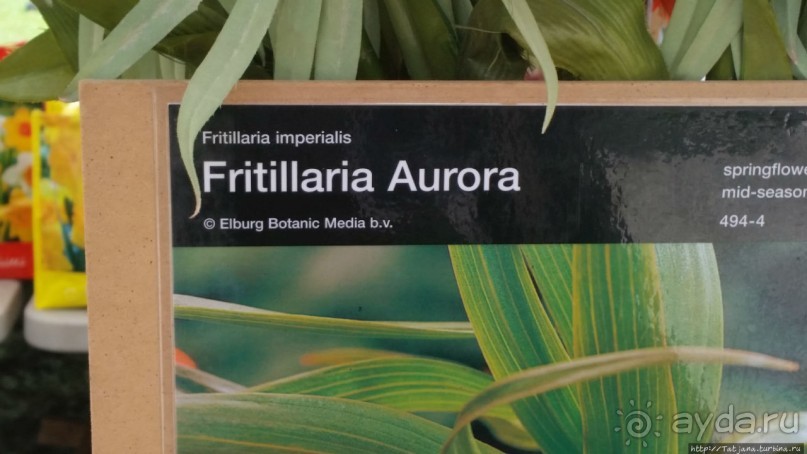 Fritillaria imperialis
Fritillaria Aurora
© Elburg Botanic Media b.v.
springflowe
mid-season
494-4
ayda.ru
http://Tatjana.turbina.ru